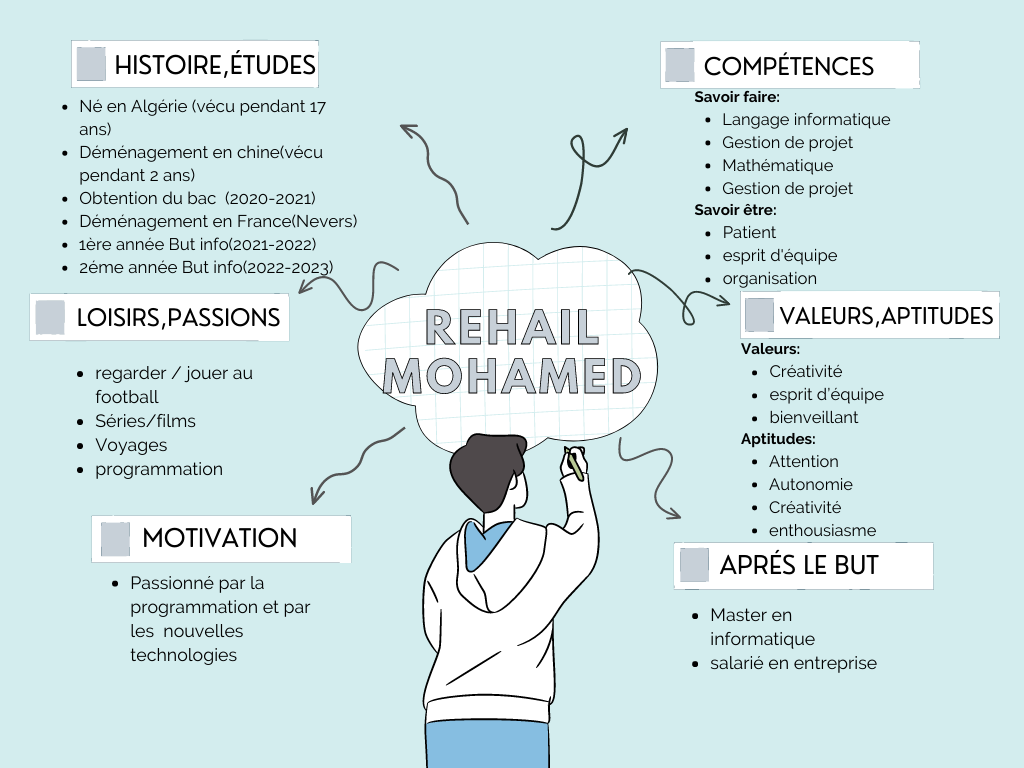 HISTOIRE,ÉTUDES
Né en Algérie (vécu pendant 17
ans)
Déménagement en chine(vécu
pendant 2 ans)
Obtention du bac (2020-2021)
Déménagement en France(Nevers)
1ère année But info(2021-2022)
2éme année But info(2022-2023)
LOISIRS,PASSIONS
regarder / jouer au
football
Séries/films
Voyages
programmation
MOTIVATION
Passionné par la
programmation et par
les nouvelles
technologies
REHAIL
MOHAMED
COMPÉTENCES
Savoir faire:
Langage informatique
Gestion de projet
Mathématique
Gestion de projet
Savoir être:
Patient
esprit d'équipe
organisation
VALEURS,APTITUDES
Valeurs:
Créativité
esprit d'équipe
bienveillant
Aptitudes:
Attention
Autonomie
Créativité
enthousiasme
APRÉS LE BUT
Master en
informatique
salarié en entreprise